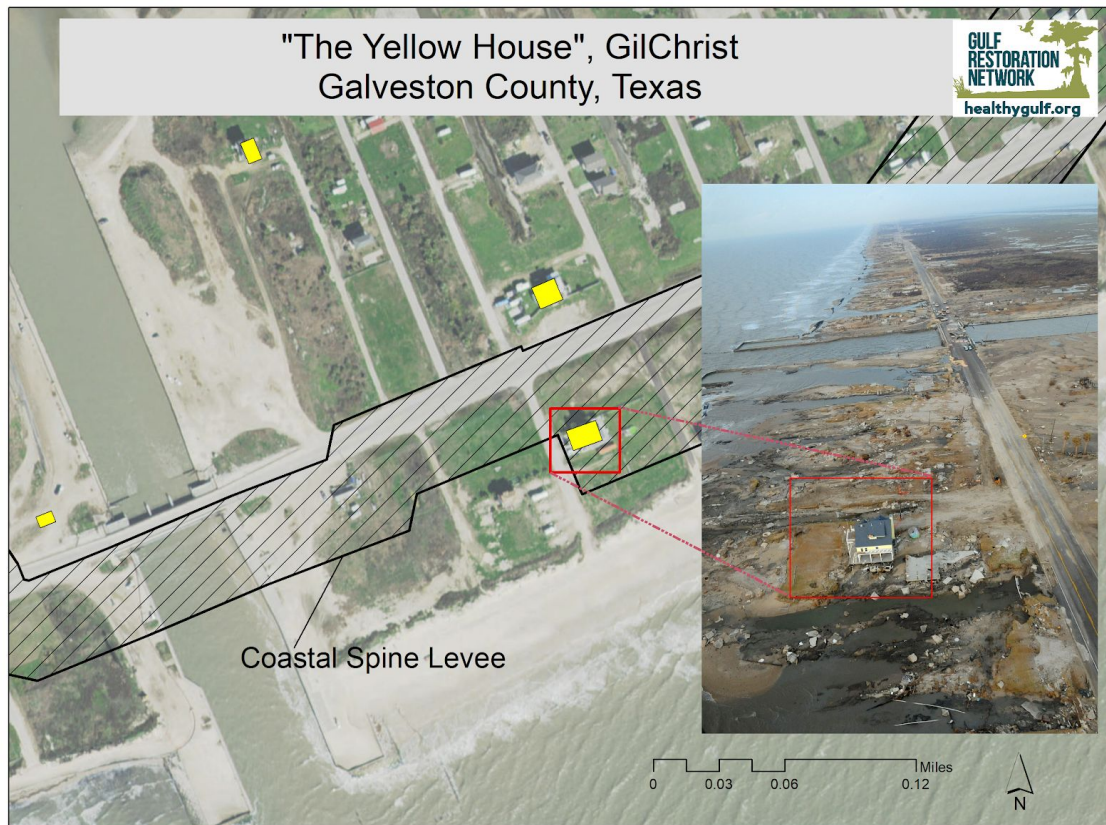 "The Yellow House", GilChrist
Galveston County, Texas
GULF
RESTORATION
NETWORK
healthygulf.org
Coastal Spine Levee
Miles
0 0.03 0.06 0.12
N